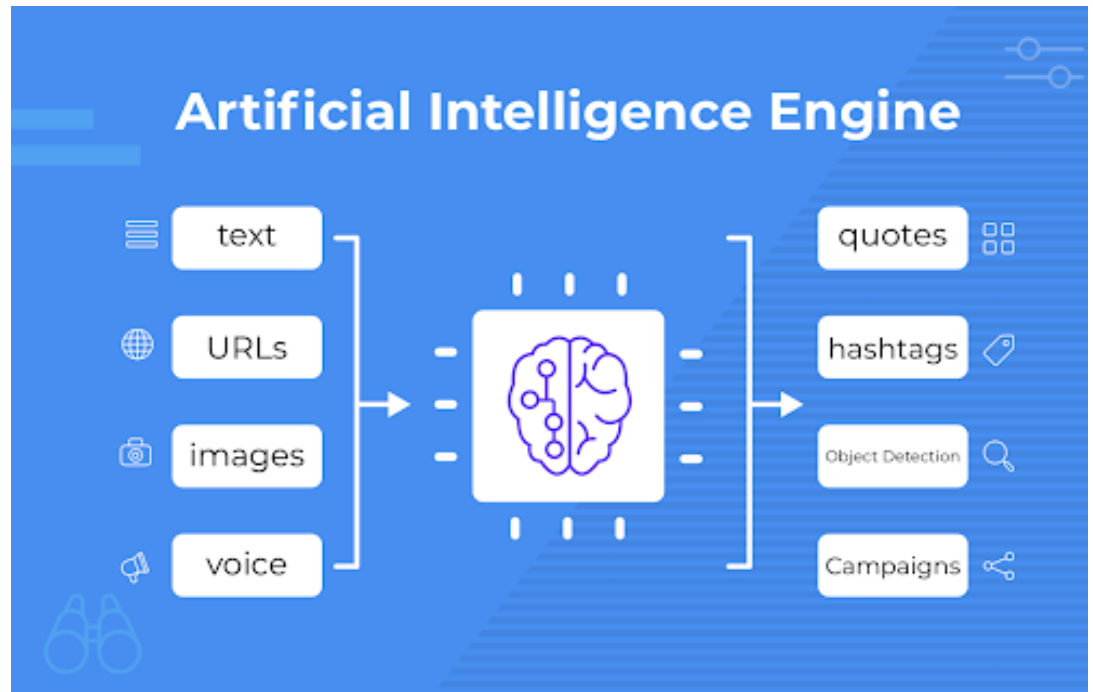 Artificial Intelligence Engine
text
URLs
images
voice
quotes
hashtags
Object Detection
Campaigns